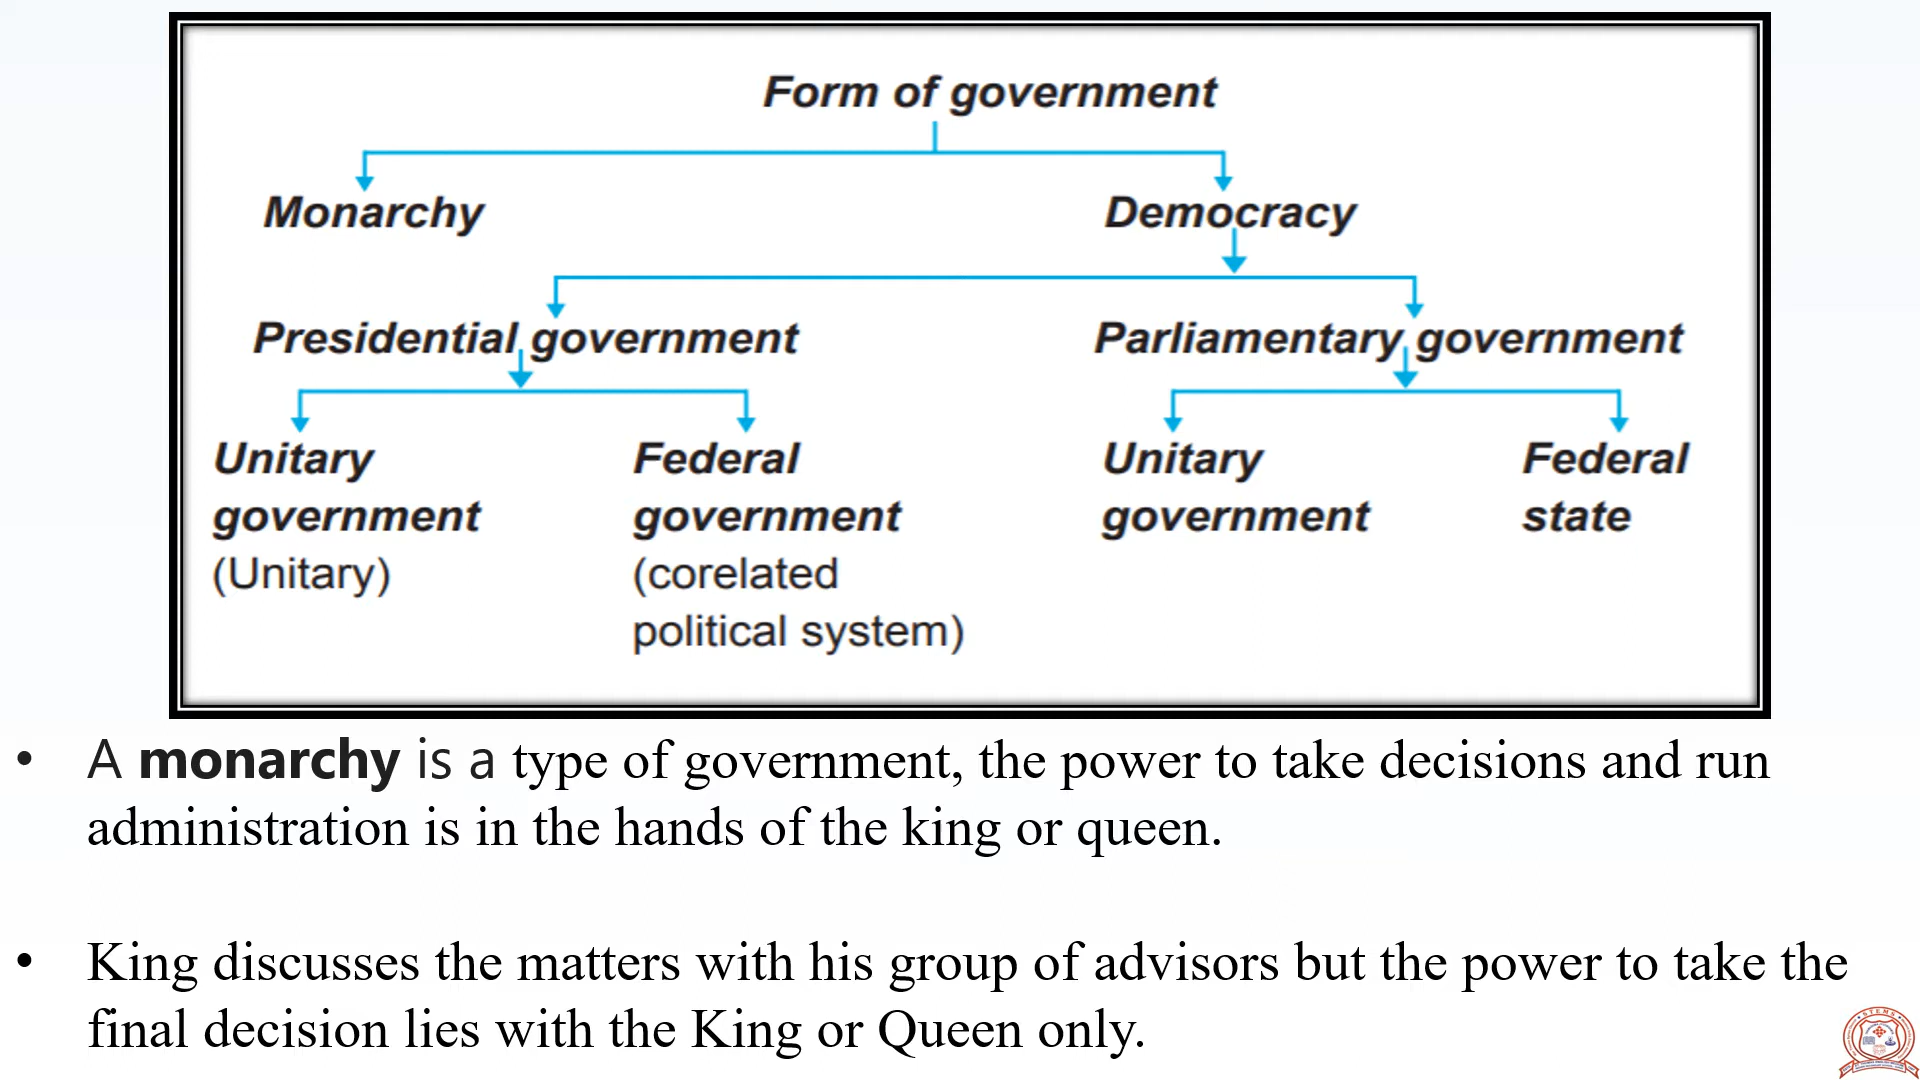 Form of government
Monarchy
Democracy
Presidential government
Parliamentary government
Unitary
government
(Unitary)
Federal
government
(corelated
political system)
Unitary
government
Federal
state
• A monarchy is a type of government, the power to take decisions and run
administration is in the hands of the king or queen.
• King discusses the matters with his group of advisors but the power to take the
final decision lies with the King or Queen only.